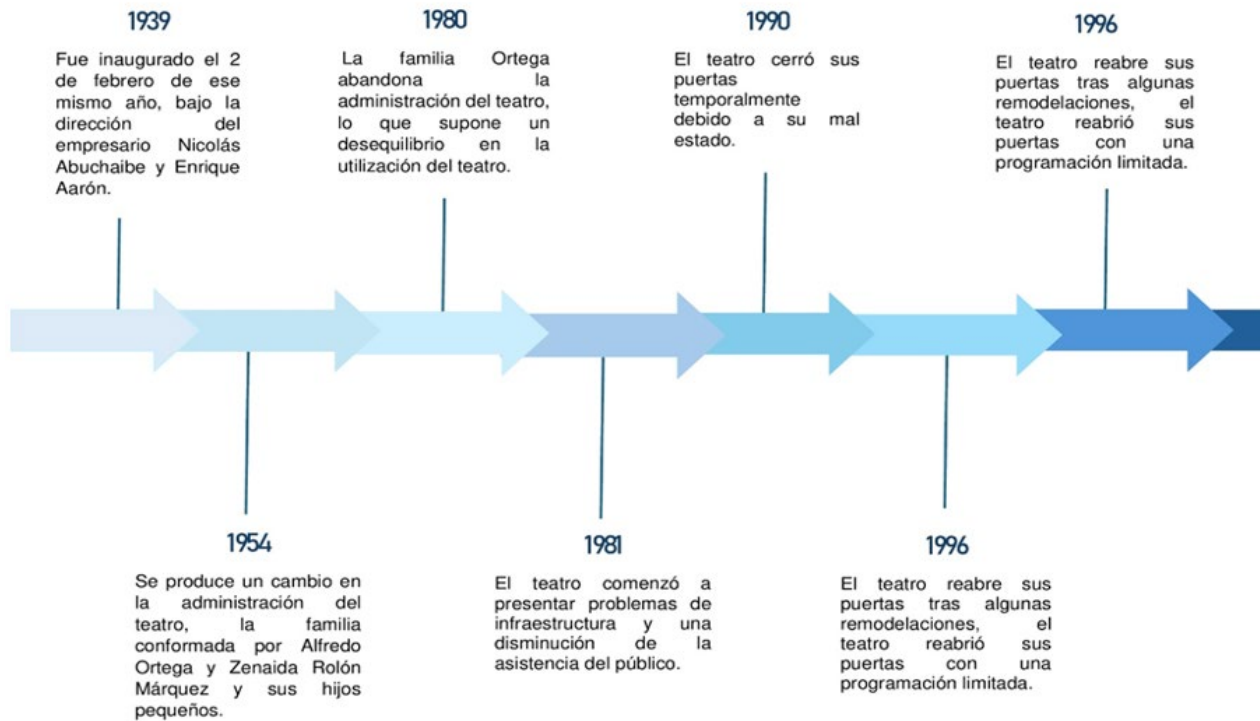 1939
Fue inaugurado el 2
de febrero de ese
mismo año, bajo la
dirección del
empresario Nicolás
Abuchaibe y Enrique
Aarón.
1980
La familia Ortega
abandona la
administración del teatro,
lo que supone un
desequilibrio en la
utilización del teatro.
1990
El teatro cerró sus
puertas
temporalmente
debido a su mal
estado.
1996
El teatro reabre sus
puertas tras algunas
remodelaciones, el
teatro reabrió sus
puertas con una
programación limitada.
1954
Se produce un cambio en
la administración del
teatro, la familia
conformada por Alfredo
Ortega y Zenaida Rolón
Márquez y sus hijos
pequeños.
1981
El teatro comenzó a
presentar problemas de
infraestructura y una
disminución de la
asistencia del público.
1996
El teatro reabre sus
puertas tras algunas
remodelaciones, el
teatro reabrió sus
puertas con una
programación limitada.